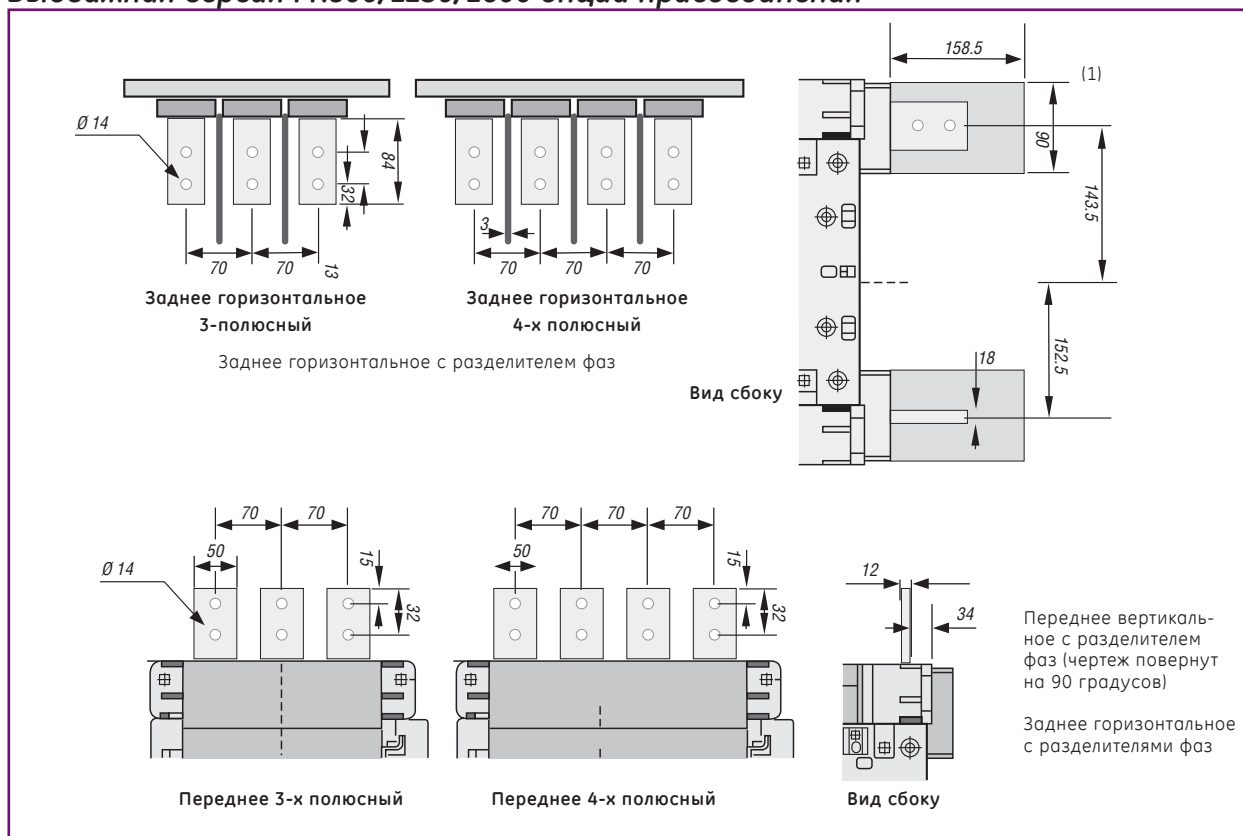 158.5
(1)
Ø 14
84
32
90
143.5
3
70
70
13
70
70
70
Заднее горизонтальное
3-полюсный
Заднее горизонтальное
4-х полюсный
Заднее горизонтальное с разделителем фаз
18
152.5
Вид сбоку
70
70
70
70
70
50
15
50
15
Ø 14
32
32
12
34
Переднее вертикаль-
ное с разделителем
фаз (чертеж повернут
на 90 градусов)
Заднее горизонтальное
с разделителями фаз
Переднее 3-х полюсный
Переднее 4-х полюсный
Вид сбоку